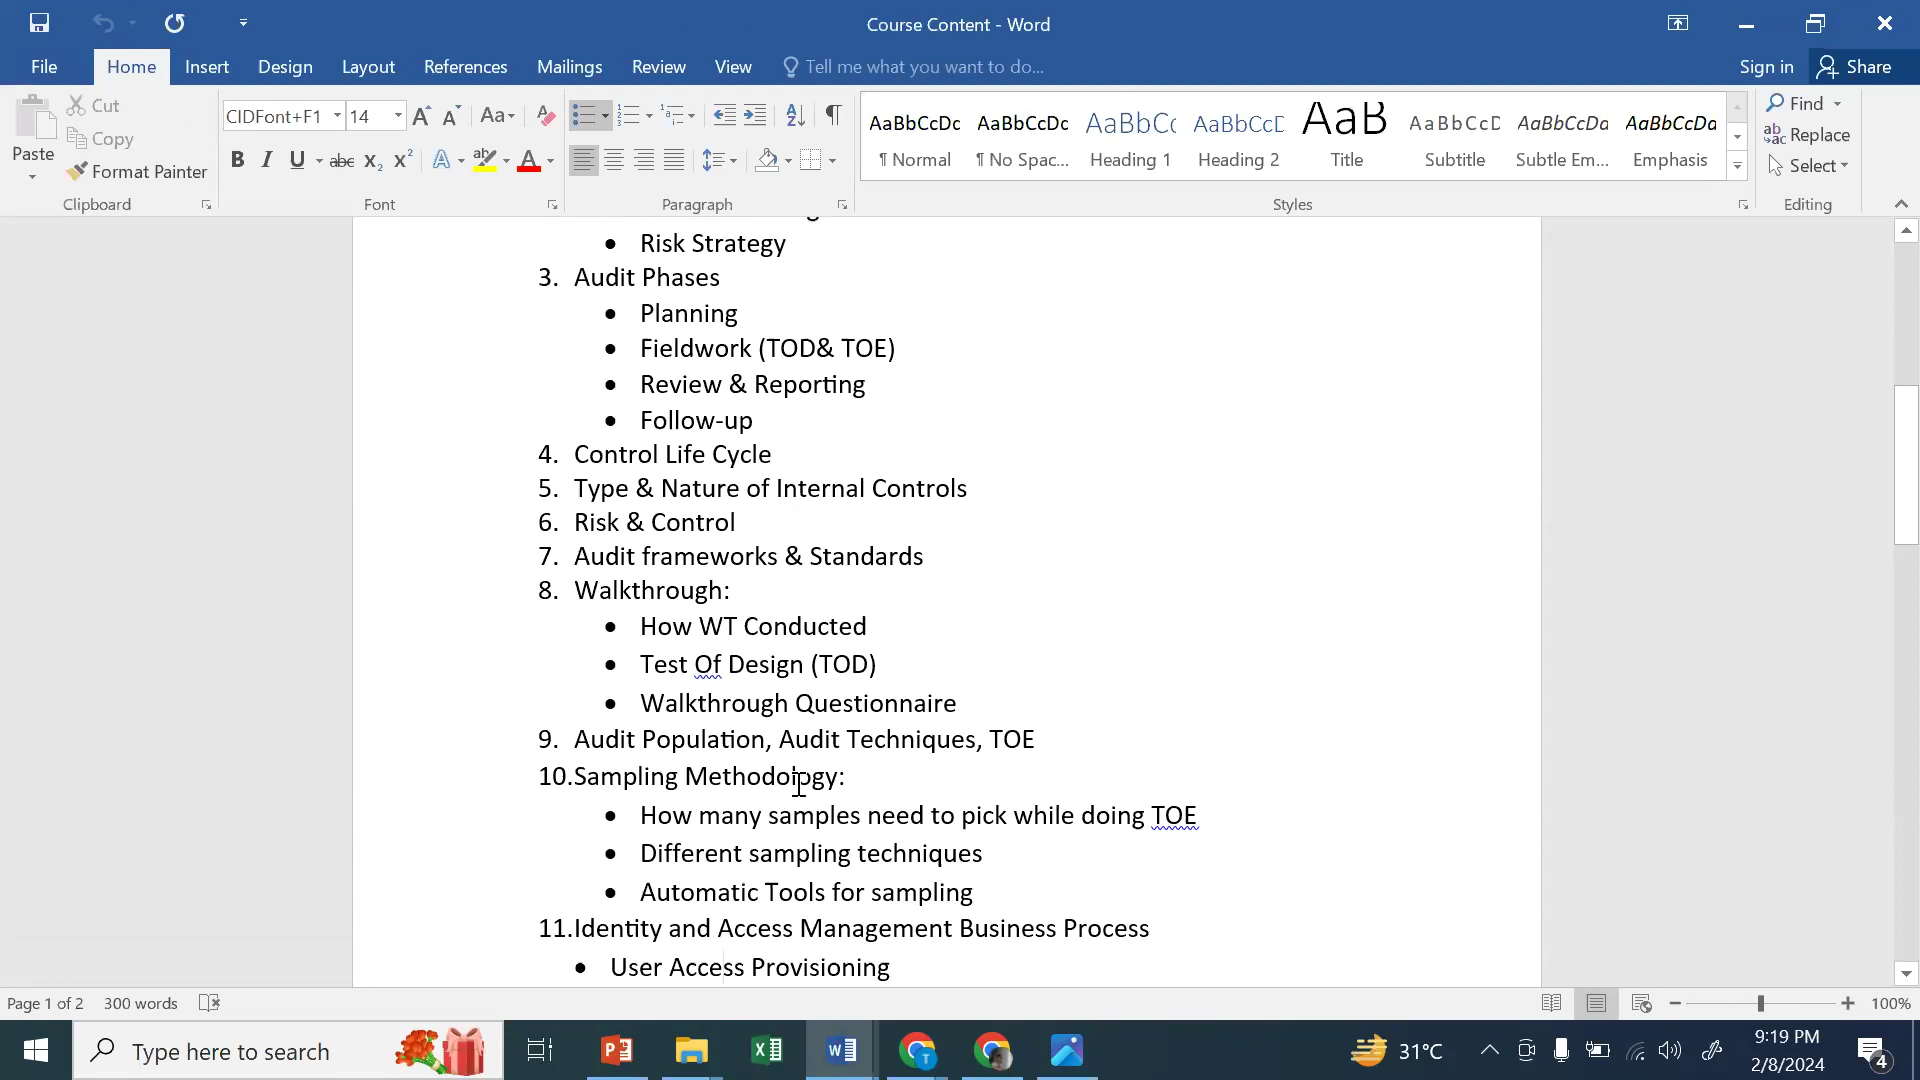 Course Content - Word
File Home Insert Design Layout References Mailings Review View Tell me what you want to do... Sign in Share
Paste Cut Copy Format Painter Clipboard
CIDFont+F1 14 Font
Paragraph
AaBbCcDc AaBbCcDc AaBbCc AaBbCcD AaB AaBbCcD AaBbCcDa AaBbCcDa
¶ Normal ¶ No Spac... Heading 1 Heading 2 Title Subtitle Subtle Em... Emphasis
Styles
Find Replace Select Editing
• Risk Strategy
3. Audit Phases
• Planning
• Fieldwork (TOD& TOE)
• Review & Reporting
• Follow-up
4. Control Life Cycle
5. Type & Nature of Internal Controls
6. Risk & Control
7. Audit frameworks & Standards
8. Walkthrough:
• How WT Conducted
• Test Of Design (TOD)
• Walkthrough Questionnaire
9. Audit Population, Audit Techniques, TOE
10.Sampling Methodology:
• How many samples need to pick while doing TOE
• Different sampling techniques
• Automatic Tools for sampling
11.Identity and Access Management Business Process
• User Access Provisioning
Page 1 of 2 300 words 100%
Type here to search 31°C 9:19 PM
2/8/2024 4